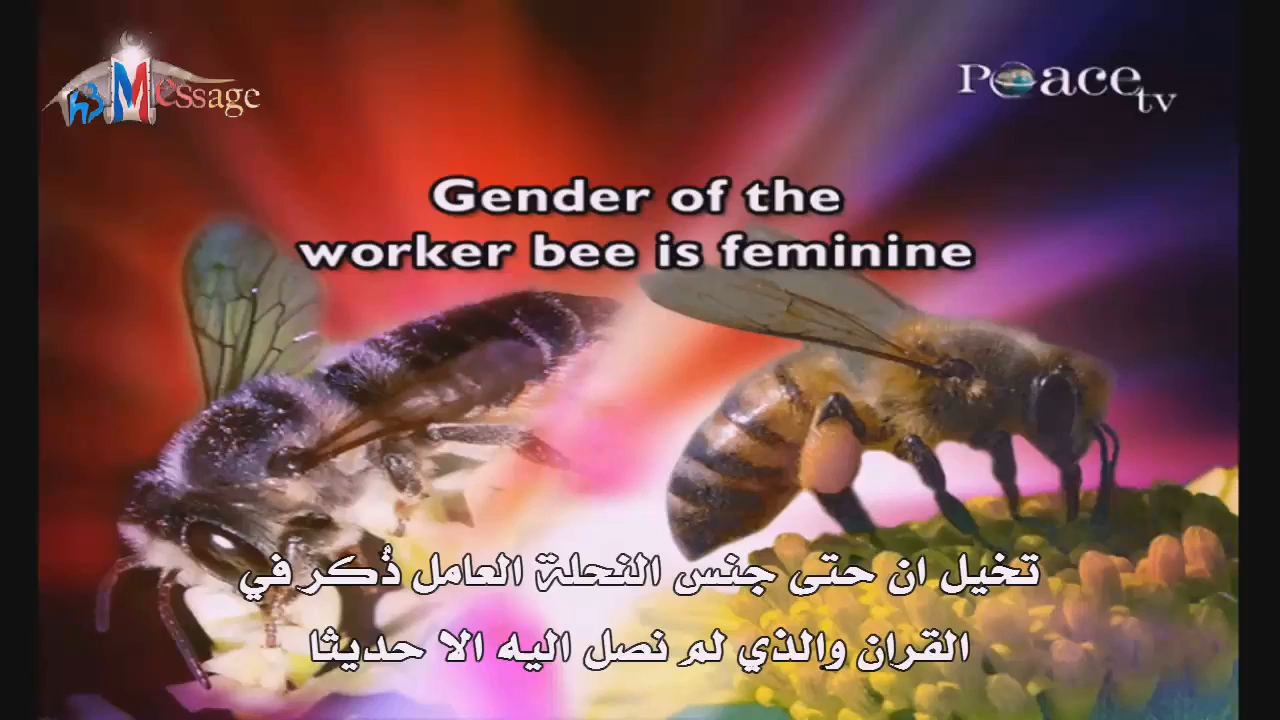 Message
Peace tv
Gender of the
worker bee is feminine
تخيل ان حتى جنس النحلة العامل ذُكر في
القران والذي لم نصل اليه الا حديثا